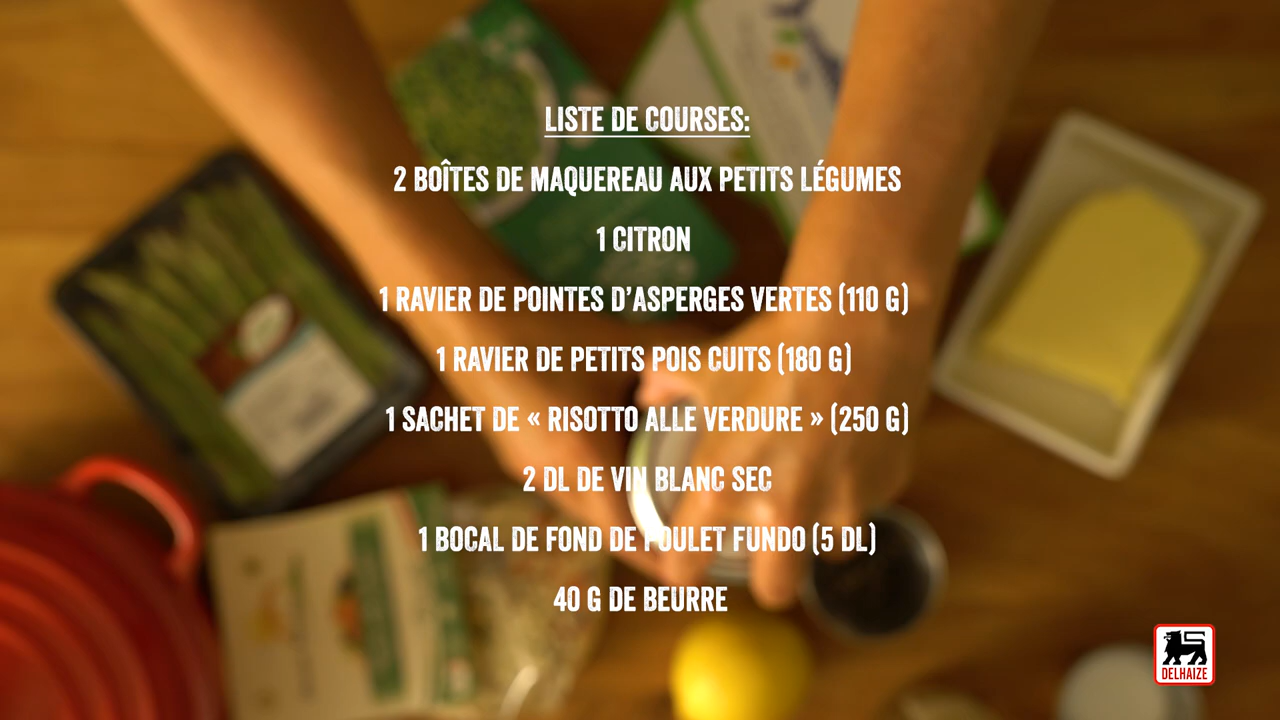 LISTE DE COURSES:
2 BOÎTES DE MAQUEREAU AUX PETITS LÉGUMES
1 CITRON
1 RAVIER DE POINTES D'ASPERGES VERTES (110 G)
1 RAVIER DE PETITS POIS CUITS (180 G)
1 SACHET DE « RISOTTO ALLE VERDURE » (250 G)
2 DL DE VIN BLANC SEC
1 BOCAL DE FOND DE POULET FUNDO (5 DL)
40 G DE BEURRE
DELHAIZE